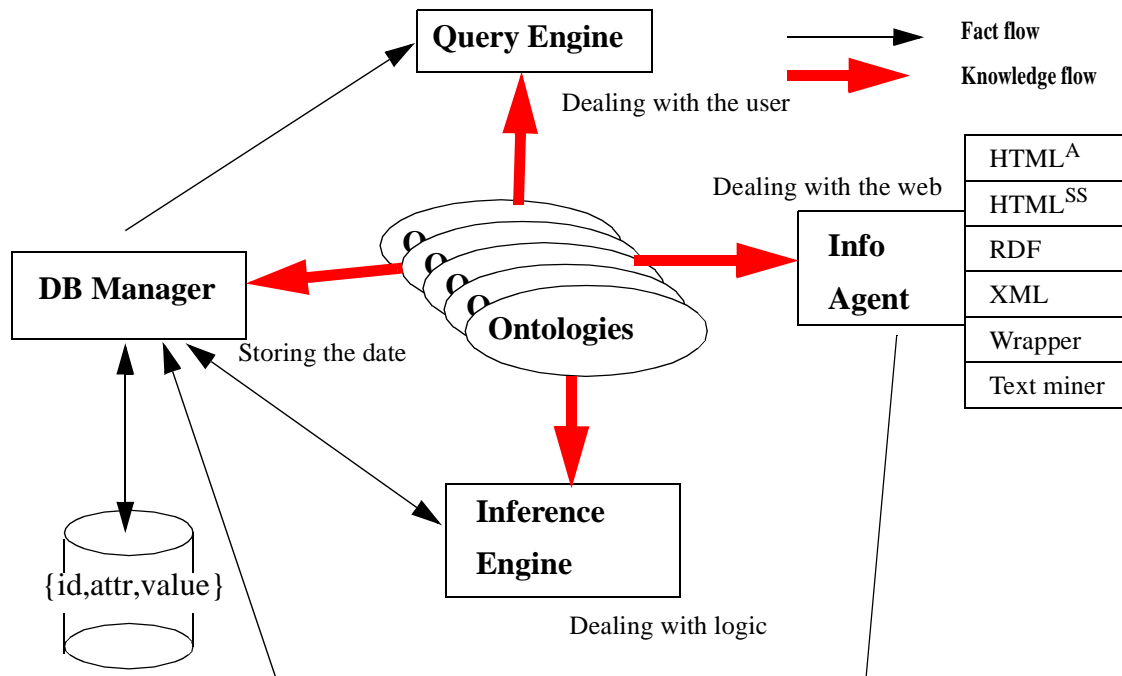 Query Engine
Fact flow
Knowledge flow
Dealing with the user
HTML^A
Dealing with the web
HTML^SS
Info
Agent
RDF
XML
Wrapper
Text miner
DB Manager
O
O
O
O
Ontologies
Storing the date
Inference
Engine
{id,attr,value}
Dealing with logic